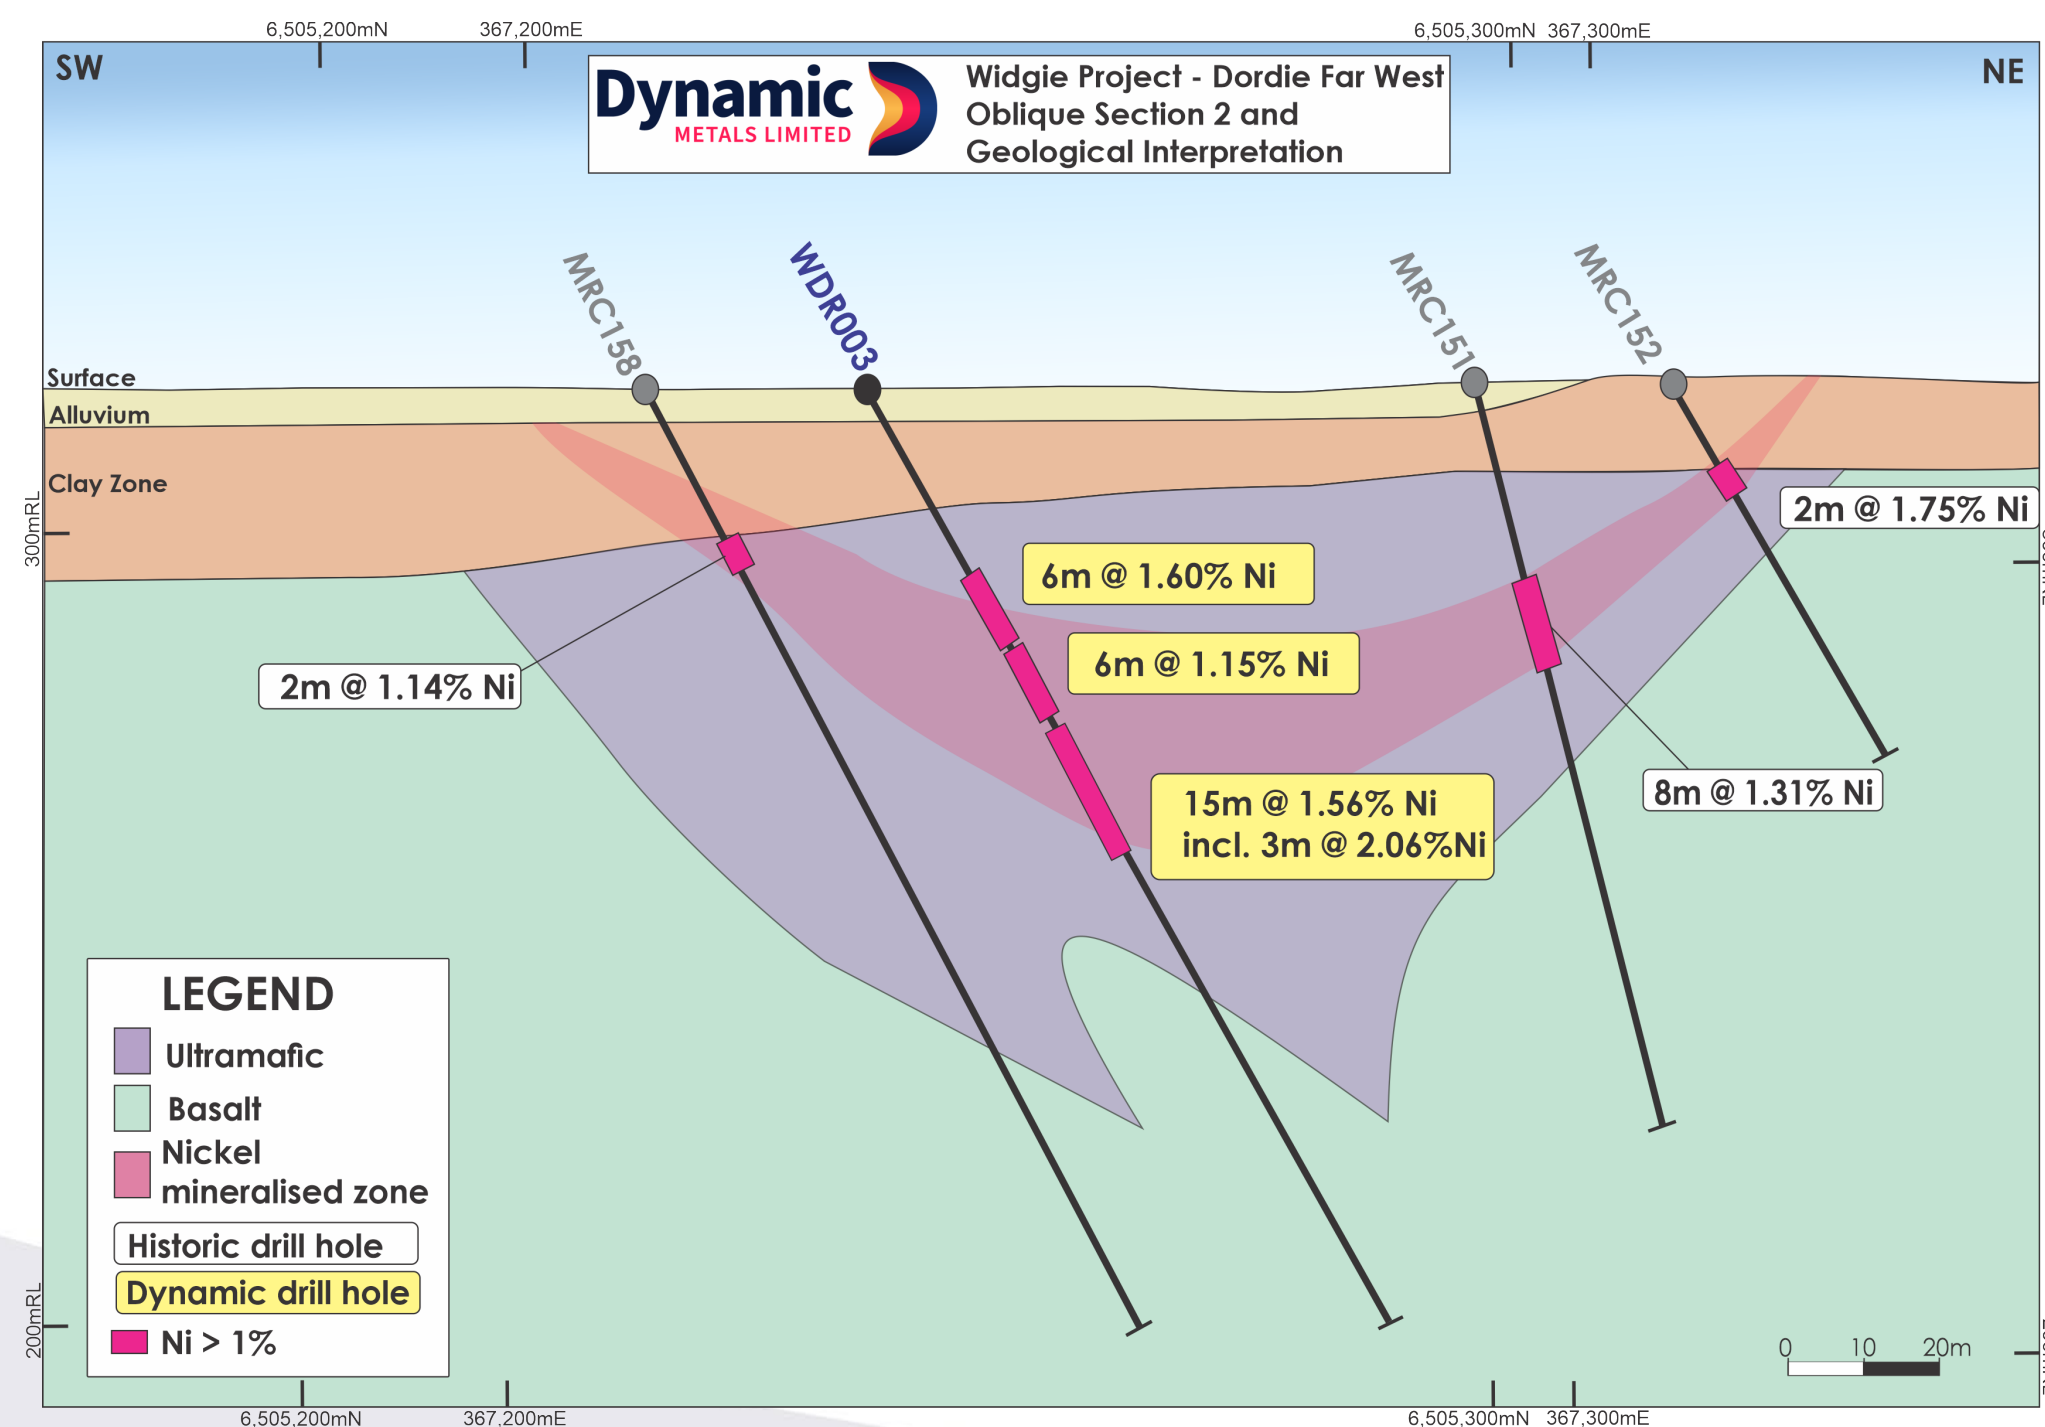 6,505,200mN
367,200mE
6,505,300mN
367,300mE
SW
NE
Dynamic
METALS LIMITED
Widgie Project - Dordie Far West
Oblique Section 2 and
Geological Interpretation
MRC158
WDR003
MRC151
MRC152
Surface
Alluvium
Clay Zone
300mRL
2m @ 1.75% Ni
6m @ 1.60% Ni
6m @ 1.15% Ni
2m @ 1.14% Ni
8m @ 1.31% Ni
15m @ 1.56% Ni
incl. 3m @ 2.06%Ni
LEGEND
Ultramafic
Basalt
Nickel
mineralised zone
Historic drill hole
Dynamic drill hole
Ni > 1%
200mRL
0 10 20m
6,505,200mN
367,200mE
6,505,300mN
367,300mE